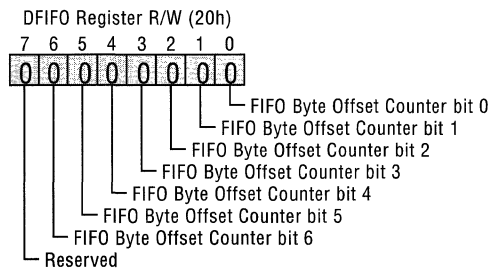 DFIFO Register R/W (20h)
7 6 5 4 3 2 1 0
0 0 0 0 0 0 0 0
FIFO Byte Offset Counter bit 0
FIFO Byte Offset Counter bit 1
FIFO Byte Offset Counter bit 2
FIFO Byte Offset Counter bit 3
FIFO Byte Offset Counter bit 4
FIFO Byte Offset Counter bit 5
FIFO Byte Offset Counter bit 6
Reserved